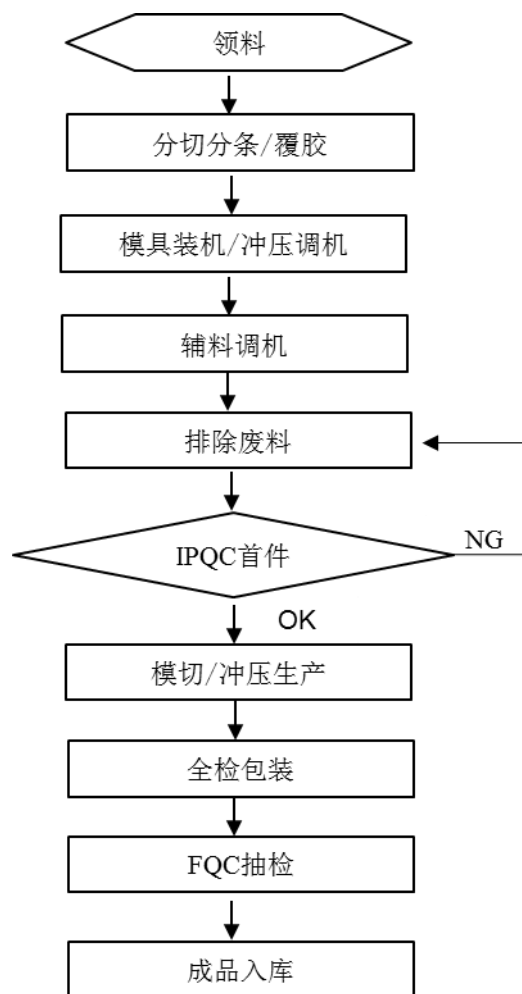 领料
分切分条/覆胶
模具装机/冲压调机
辅料调机
排除废料
IPQC首件
NG
OK
模切/冲压生产
全检包装
FQC抽检
成品入库